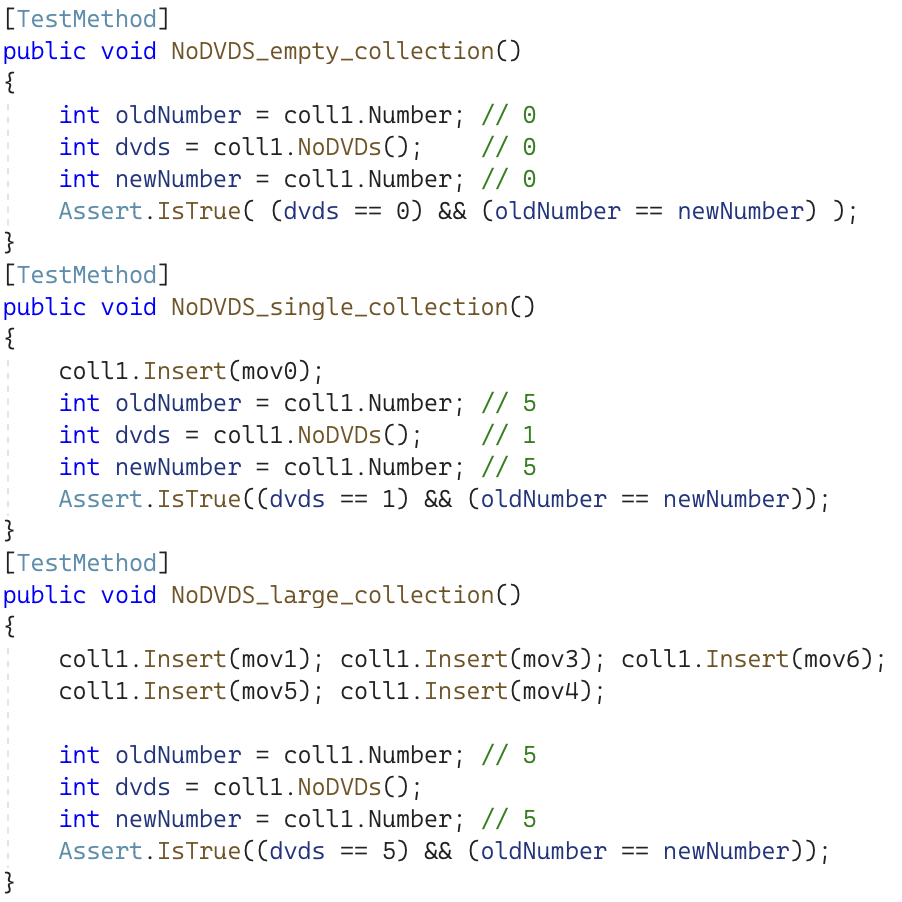 [TestMethod]
public void NoDVDS_empty_collection()
{
    int oldNumber = coll1.Number; // 0
    int dvds = coll1.NoDVDs();    // 0
    int newNumber = coll1.Number; // 0
    Assert.IsTrue( (dvds == 0) && (oldNumber == newNumber) );
}
[TestMethod]
public void NoDVDS_single_collection()
{
    coll1.Insert(mov0);
    int oldNumber = coll1.Number; // 5
    int dvds = coll1.NoDVDs();    // 1
    int newNumber = coll1.Number; // 5
    Assert.IsTrue((dvds == 1) && (oldNumber == newNumber));
}
[TestMethod]
public void NoDVDS_large_collection()
{
    coll1.Insert(mov1); coll1.Insert(mov3); coll1.Insert(mov6);
    coll1.Insert(mov5); coll1.Insert(mov4);

    int oldNumber = coll1.Number; // 5
    int dvds = coll1.NoDVDs();
    int newNumber = coll1.Number; // 5
    Assert.IsTrue((dvds == 5) && (oldNumber == newNumber));
}